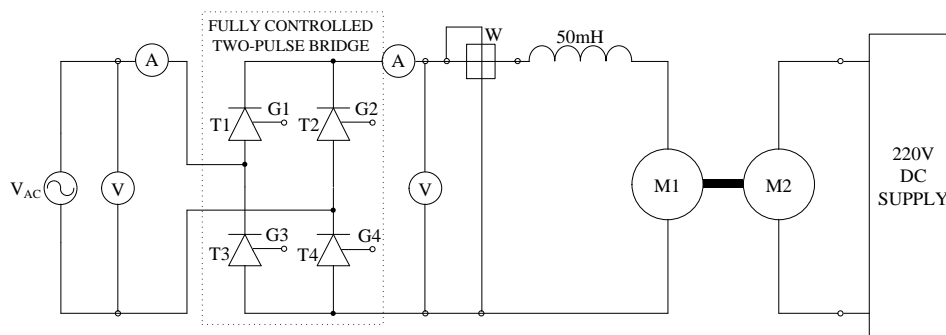 FULLY CONTROLLED
TWO-PULSE BRIDGE
W
50mH
A
A
G1
G2
T1
T2
V_AC
V
V
M1
M2
220V
DC
SUPPLY
G3
G4
T3
T4